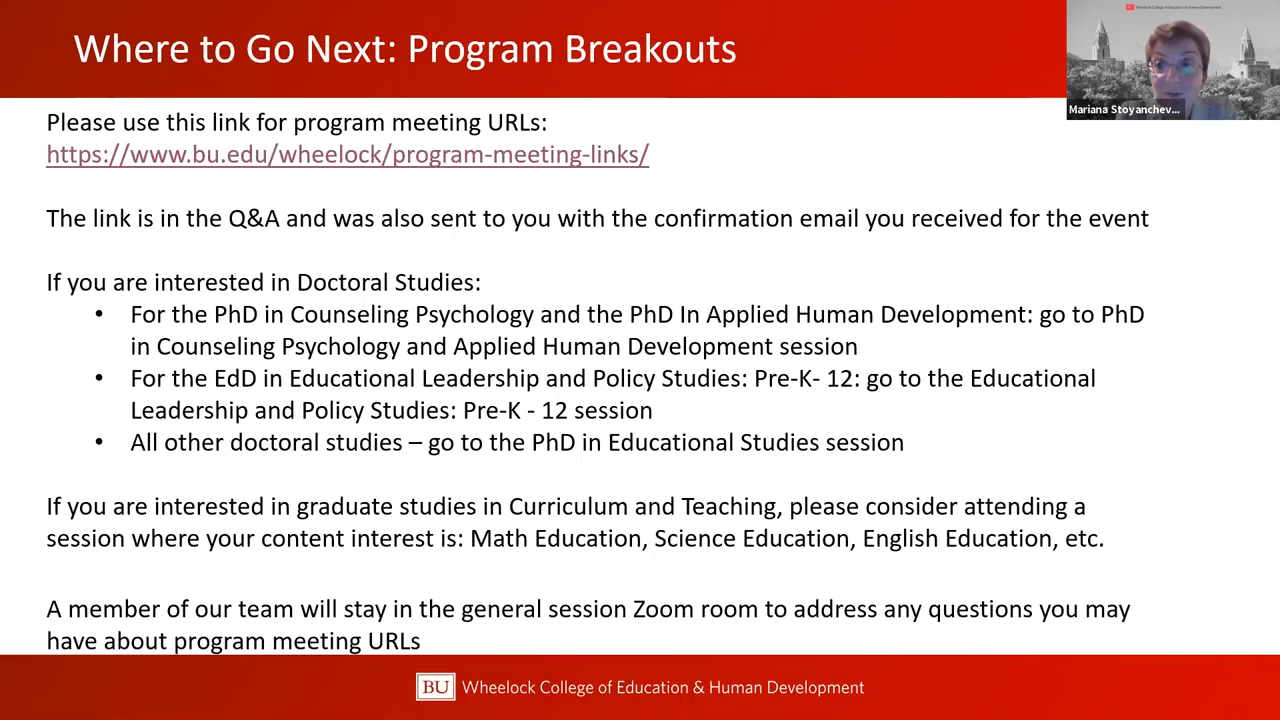 Where to Go Next: Program Breakouts
BU Wheelock College of Education & Human Development
Mariana Stoyanchev...
Please use this link for program meeting URLs:
https://www.bu.edu/wheelock/program-meeting-links/
The link is in the Q&A and was also sent to you with the confirmation email you received for the event
If you are interested in Doctoral Studies:
• For the PhD in Counseling Psychology and the PhD In Applied Human Development: go to PhD
in Counseling Psychology and Applied Human Development session
• For the EdD in Educational Leadership and Policy Studies: Pre-K- 12: go to the Educational
Leadership and Policy Studies: Pre-K - 12 session
• All other doctoral studies – go to the PhD in Educational Studies session
If you are interested in graduate studies in Curriculum and Teaching, please consider attending a
session where your content interest is: Math Education, Science Education, English Education, etc.
A member of our team will stay in the general session Zoom room to address any questions you may
have about program meeting URLs
BU Wheelock College of Education & Human Development